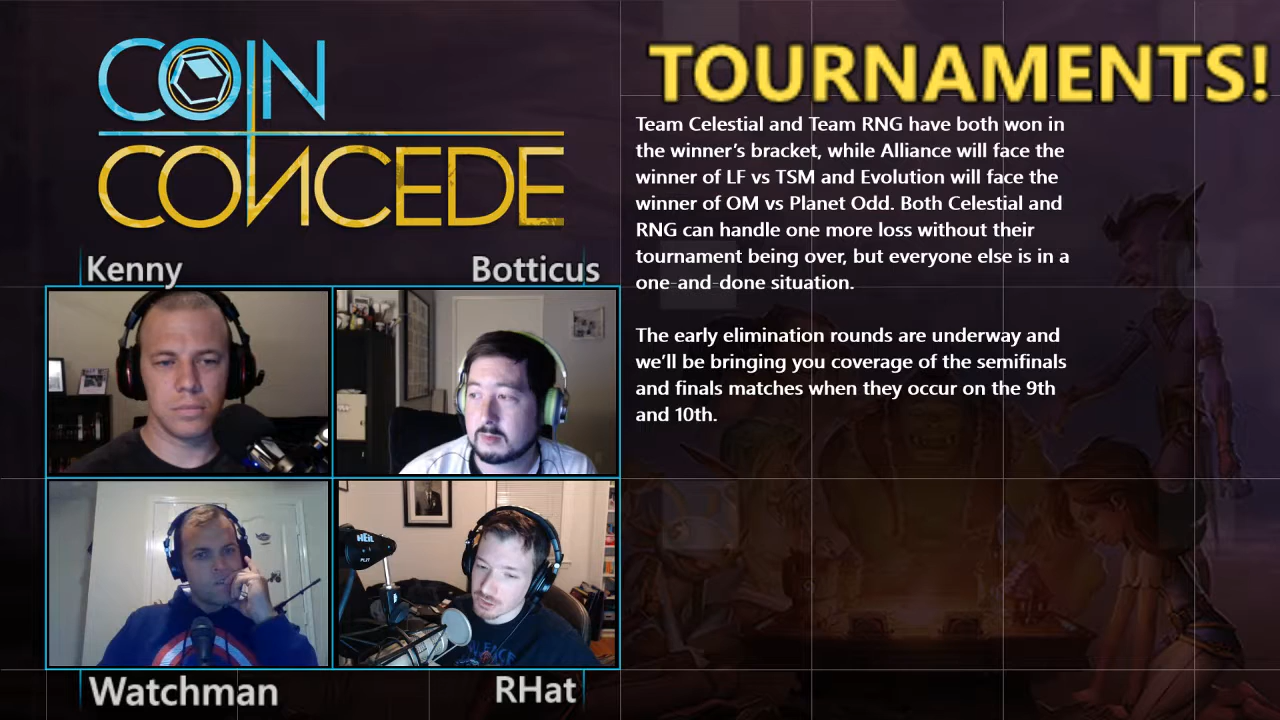 COIN
CONCEDE
TOURNAMENTS!
Team Celestial and Team RNG have both won in
the winner's bracket, while Alliance will face the
winner of LF vs TSM and Evolution will face the
winner of OM vs Planet Odd. Both Celestial and
RNG can handle one more loss without their
tournament being over, but everyone else is in a
one-and-done situation.
The early elimination rounds are underway and
we'll be bringing you coverage of the semifinals
and finals matches when they occur on the 9th
and 10th.
Kenny
Botticus
HEIL
Watchman
RHat